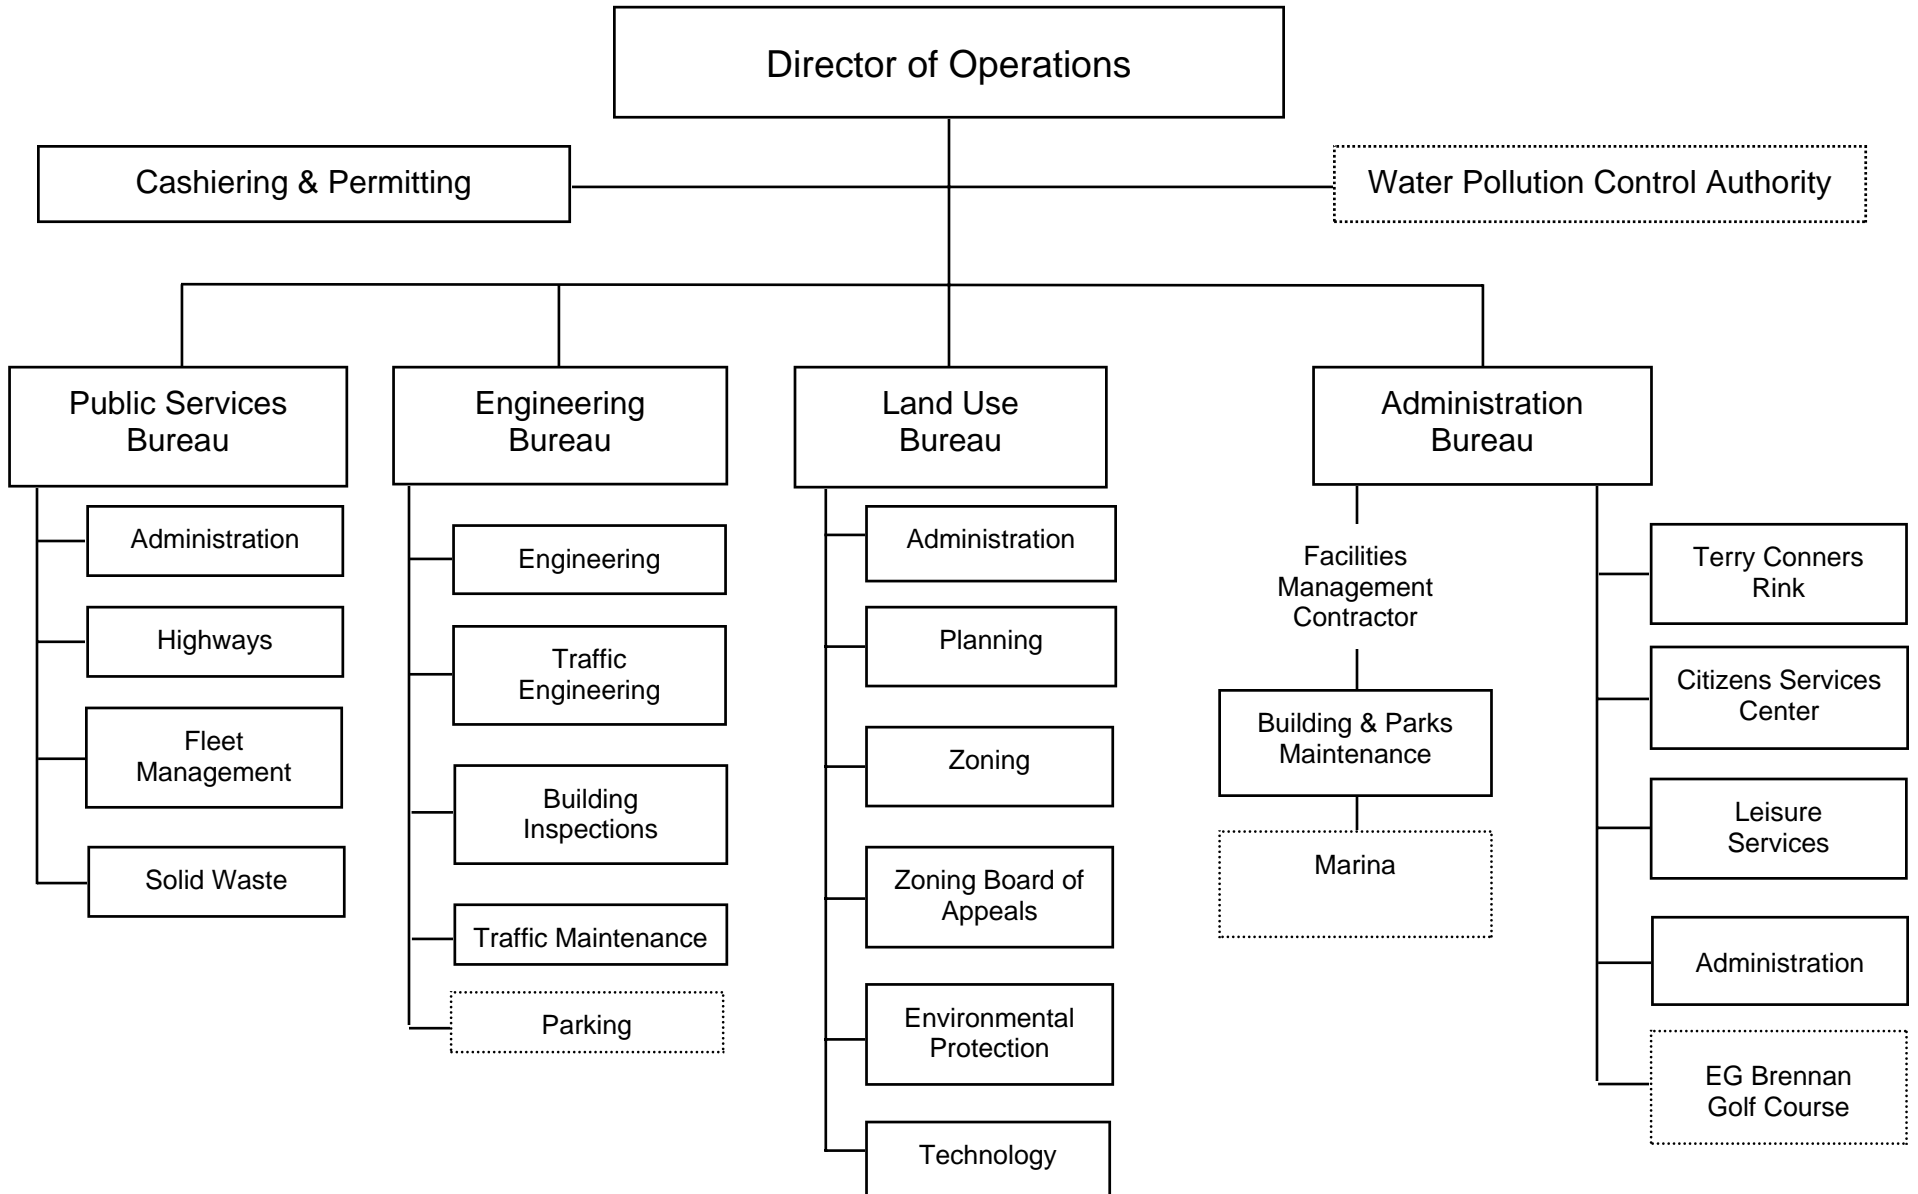 Director of Operations
Cashiering & Permitting
Water Pollution Control Authority
Public Services
Bureau
Administration
Highways
Fleet
Management
Solid Waste
Engineering
Bureau
Engineering
Traffic
Engineering
Building
Inspections
Traffic Maintenance
Parking
Land Use
Bureau
Administration
Planning
Zoning
Zoning Board of
Appeals
Environmental
Protection
Technology
Administration
Bureau
Facilities
Management
Contractor
Building & Parks
Maintenance
Marina
Terry Conners
Rink
Citizens Services
Center
Leisure
Services
Administration
EG Brennan
Golf Course